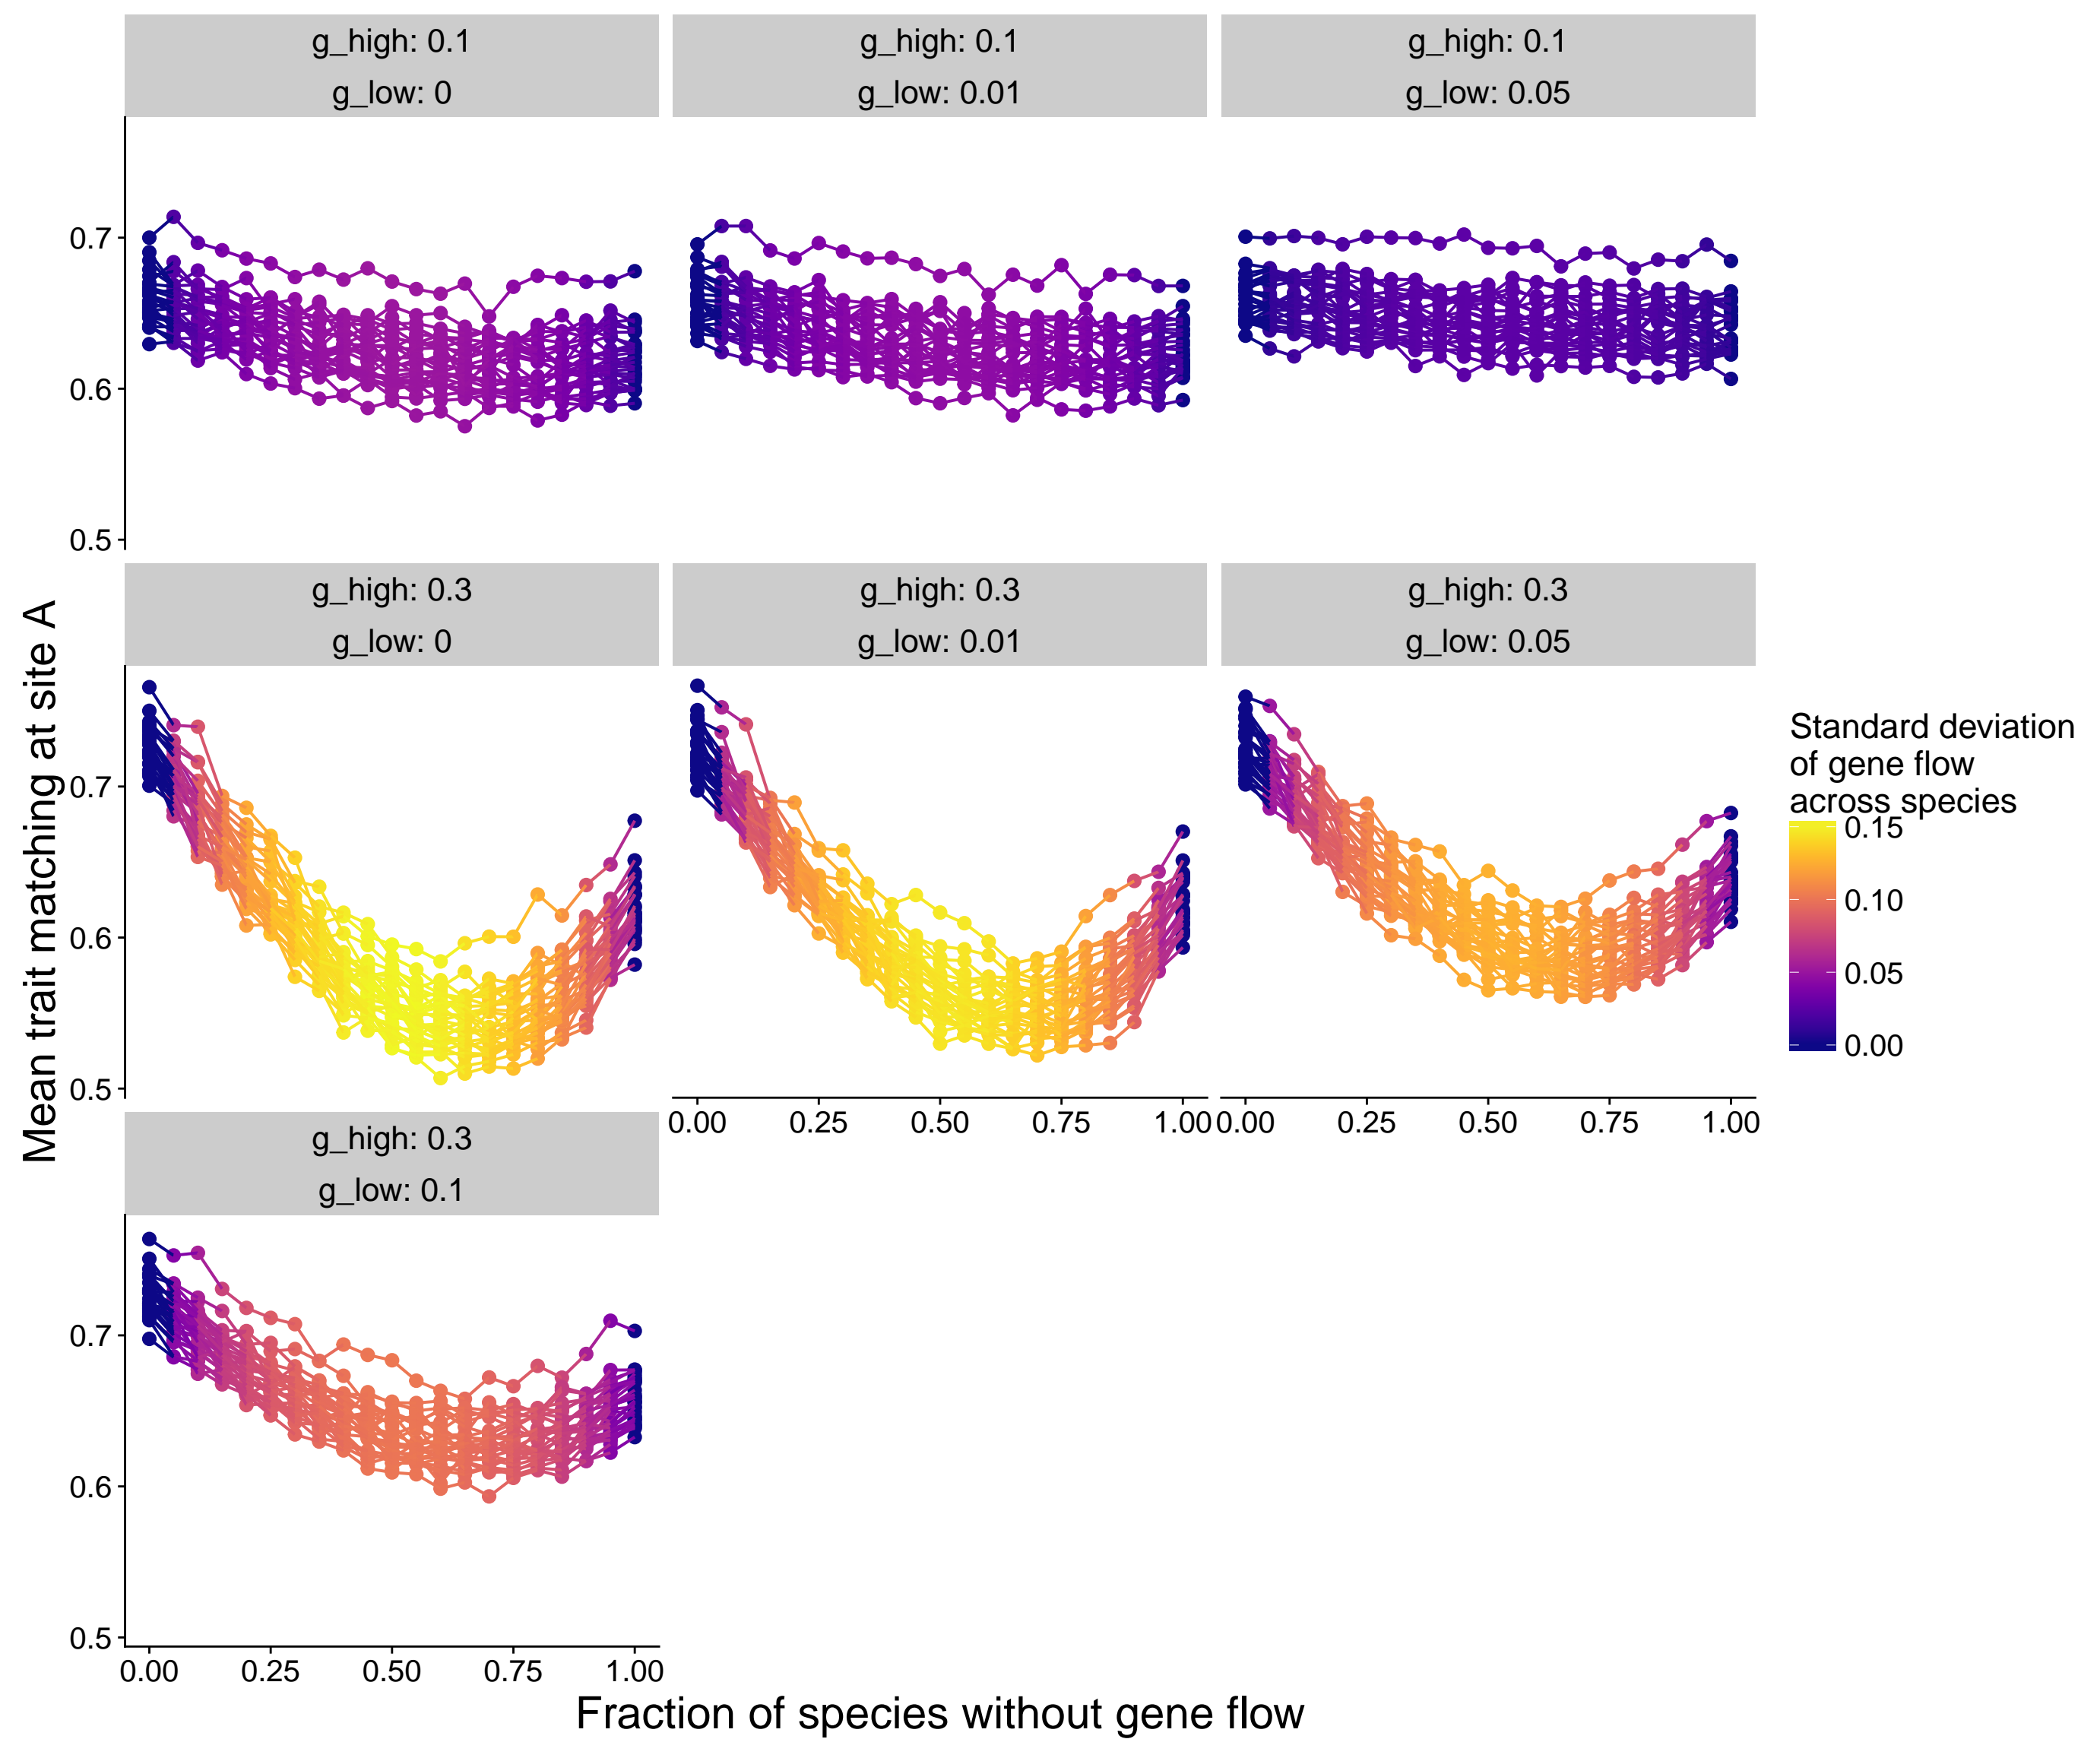 g_high: 0.1
g_low: 0
g_high: 0.1
g_low: 0.01
g_high: 0.1
g_low: 0.05
0.7
0.6
0.5
g_high: 0.3
g_low: 0
g_high: 0.3
g_low: 0.01
g_high: 0.3
g_low: 0.05
0.7
0.6
0.5
0.00 0.25 0.50 0.75 1.00
0.00 0.25 0.50 0.75 1.00
g_high: 0.3
g_low: 0.1
0.7
0.6
0.5
0.00 0.25 0.50 0.75 1.00
Mean trait matching at site A
Fraction of species without gene flow
Standard deviation
of gene flow
across species
0.15
0.10
0.05
0.00